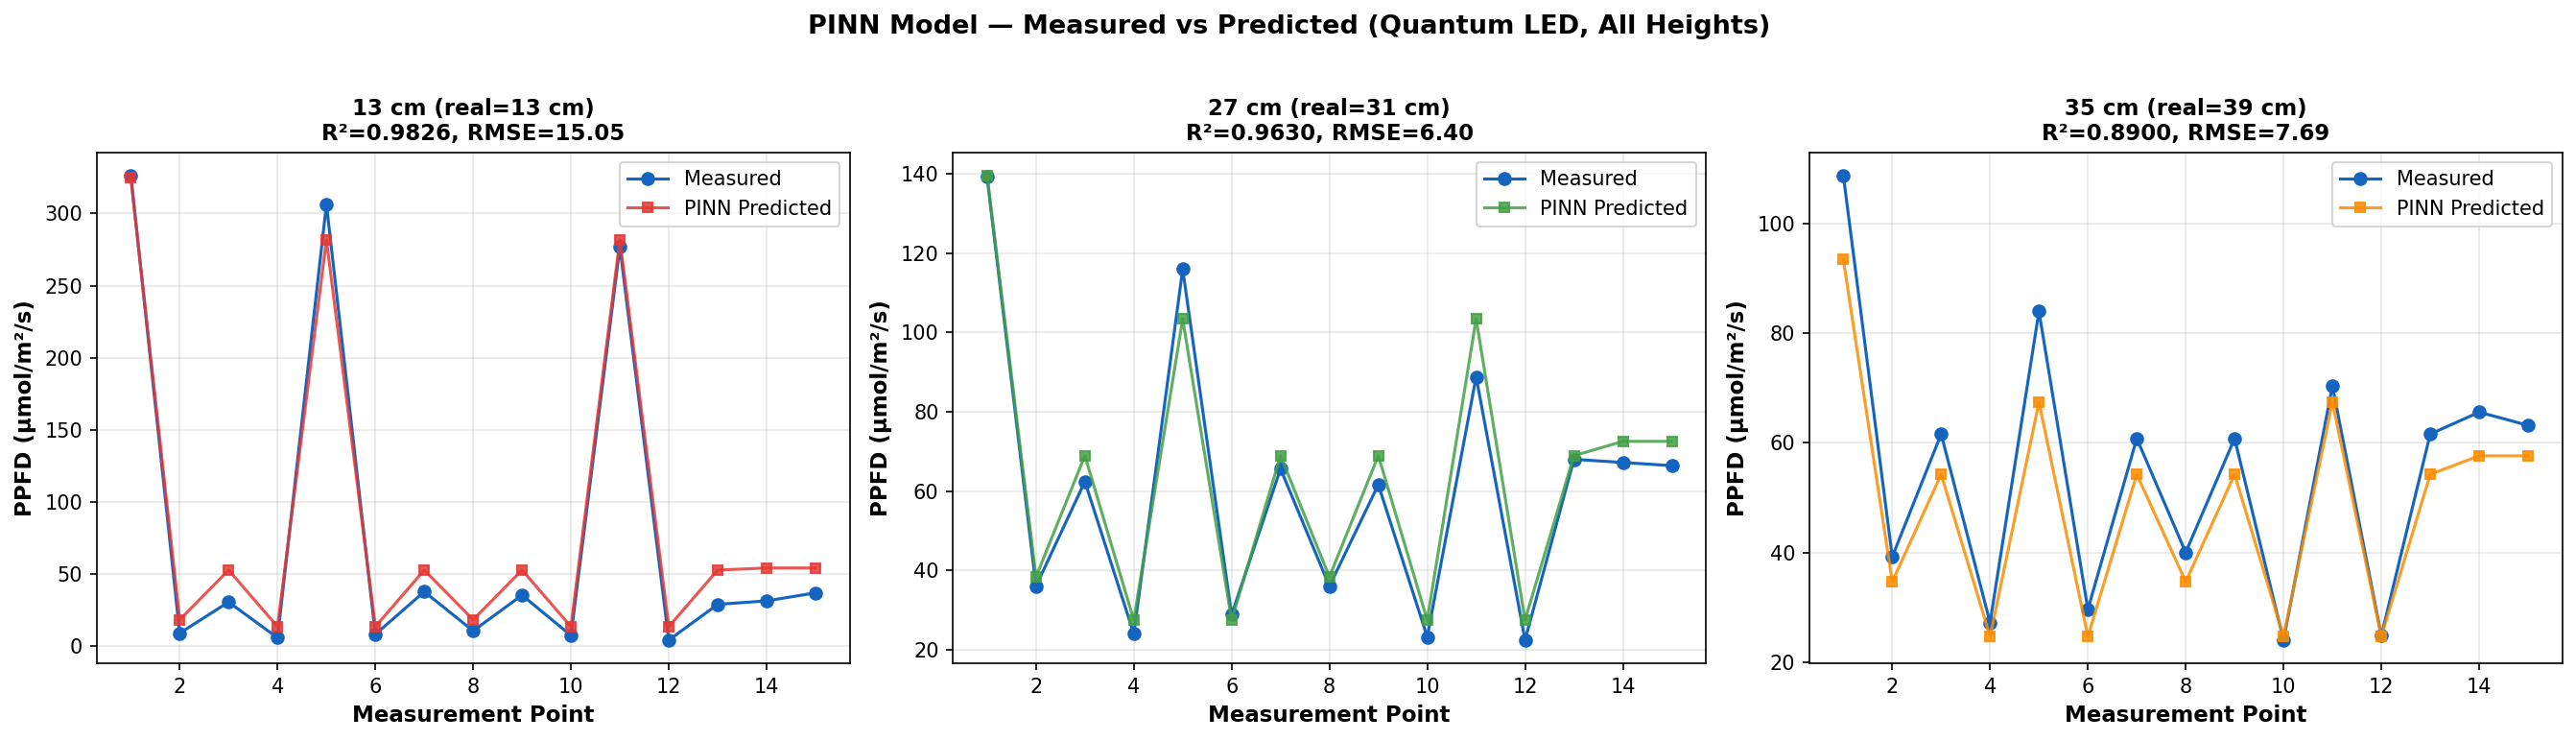 PINN Model — Measured vs Predicted (Quantum LED, All Heights)
13 cm (real=13 cm)
R²=0.9826, RMSE=15.05
Measured
PINN Predicted
PPFD (µmol/m²/s)
300
250
200
150
100
50
0
2 4 6 8 10 12 14
Measurement Point
27 cm (real=31 cm)
R²=0.9630, RMSE=6.40
Measured
PINN Predicted
PPFD (µmol/m²/s)
140
120
100
80
60
40
20
2 4 6 8 10 12 14
Measurement Point
35 cm (real=39 cm)
R²=0.8900, RMSE=7.69
Measured
PINN Predicted
PPFD (µmol/m²/s)
100
80
60
40
20
2 4 6 8 10 12 14
Measurement Point